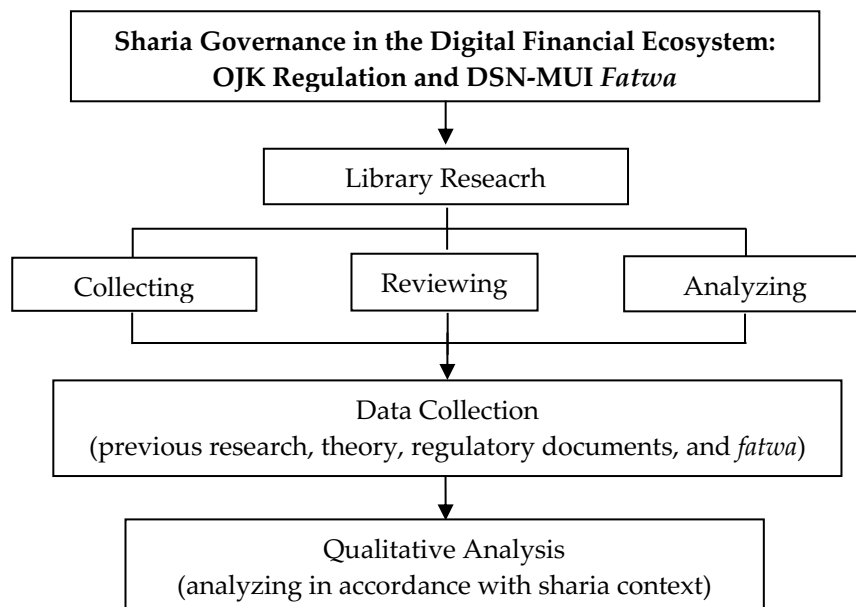 Sharia Governance in the Digital Financial Ecosystem:
OJK Regulation and DSN-MUI Fatwa
Library Reseacrh
Collecting
Reviewing
Analyzing
Data Collection
(previous research, theory, regulatory documents, and fatwa)
Qualitative Analysis
(analyzing in accordance with sharia context)